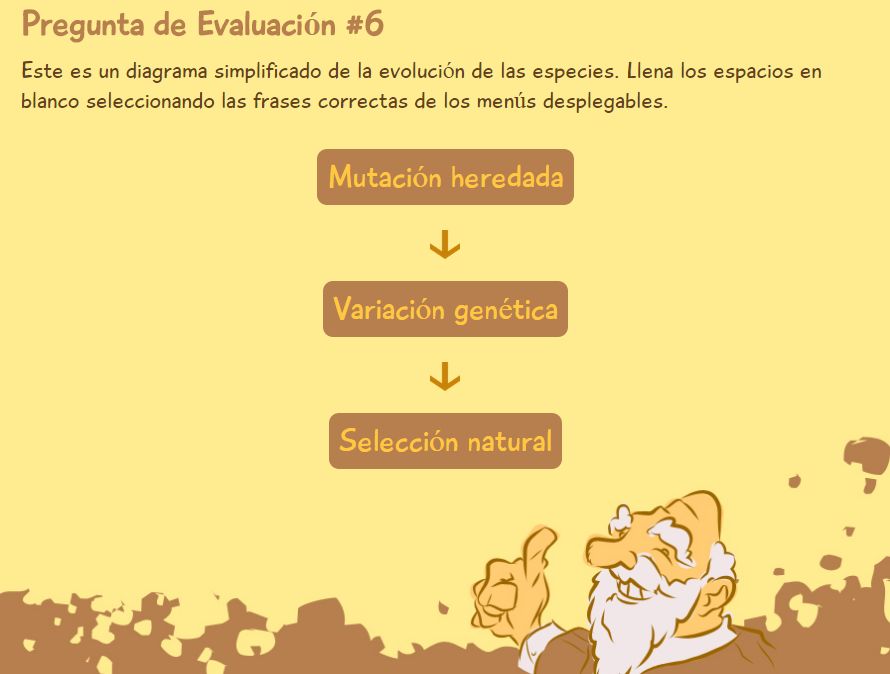 Pregunta de Evaluación #6
Este es un diagrama simplificado de la evolución de las especies. Llena los espacios en
blanco seleccionando las frases correctas de los menús desplegables.
Mutación heredada
Variación genética
Selección natural